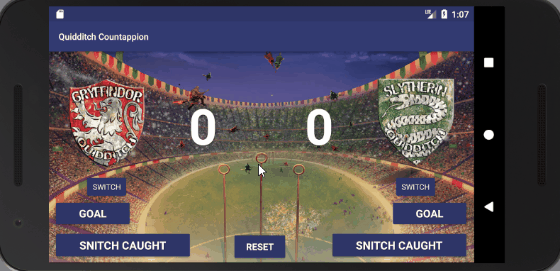 1:07
Quidditch Countappion
GRYFFINDOR
QUIDDITCH
SLYTHERIN
QUIDDITCH
0 0
SWITCH SWITCH
GOAL GOAL
SNITCH CAUGHT RESET SNITCH CAUGHT